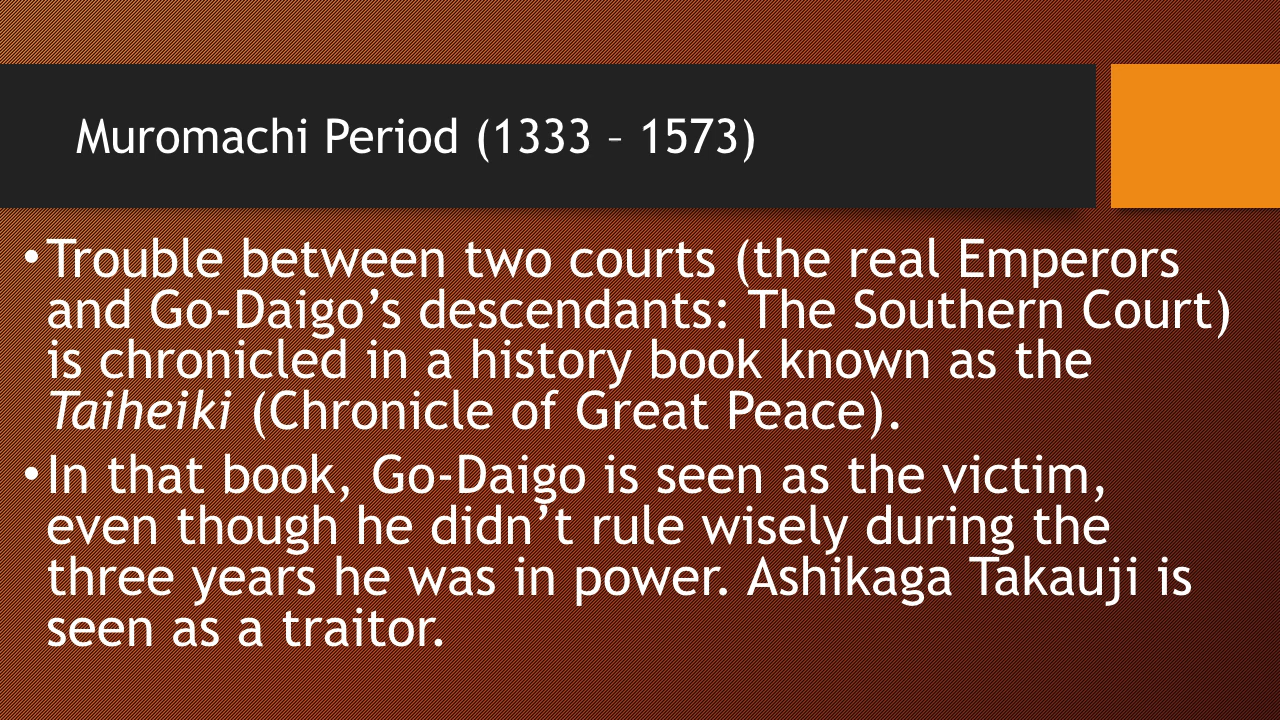 Muromachi Period (1333 – 1573)
•Trouble between two courts (the real Emperors
and Go-Daigo’s descendants: The Southern Court)
is chronicled in a history book known as the
Taiheiki (Chronicle of Great Peace).
•In that book, Go-Daigo is seen as the victim,
even though he didn’t rule wisely during the
three years he was in power. Ashikaga Takauji is
seen as a traitor.